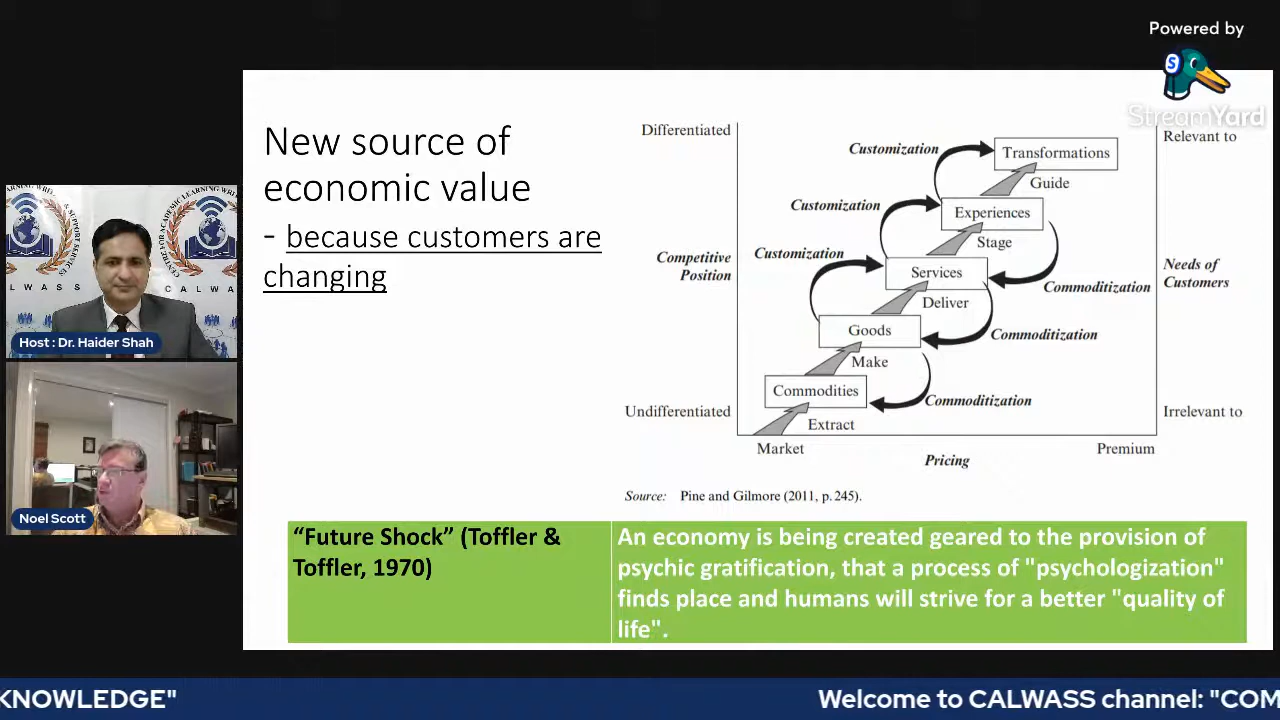 Powered by
StreamYard
New source of
economic value
- because customers are
changing
Differentiated
Competitive
Position
Undifferentiated
Customization
Customization
Customization
Transformations
Guide
Experiences
Stage
Services
Deliver
Goods
Make
Commodities
Extract
Commoditization
Commoditization
Commoditization
Relevant to
Needs of
Customers
Irrelevant to
Market
Premium
Pricing
Source: Pine and Gilmore (2011, p. 245).
“Future Shock” (Toffler &
Toffler, 1970)
An economy is being created geared to the provision of
psychic gratification, that a process of "psychologization"
finds place and humans will strive for a better "quality of
life".
CALWASS
Host : Dr. Haider Shah
Noel Scott
KNOWLEDGE"
Welcome to CALWASS channel: "COM